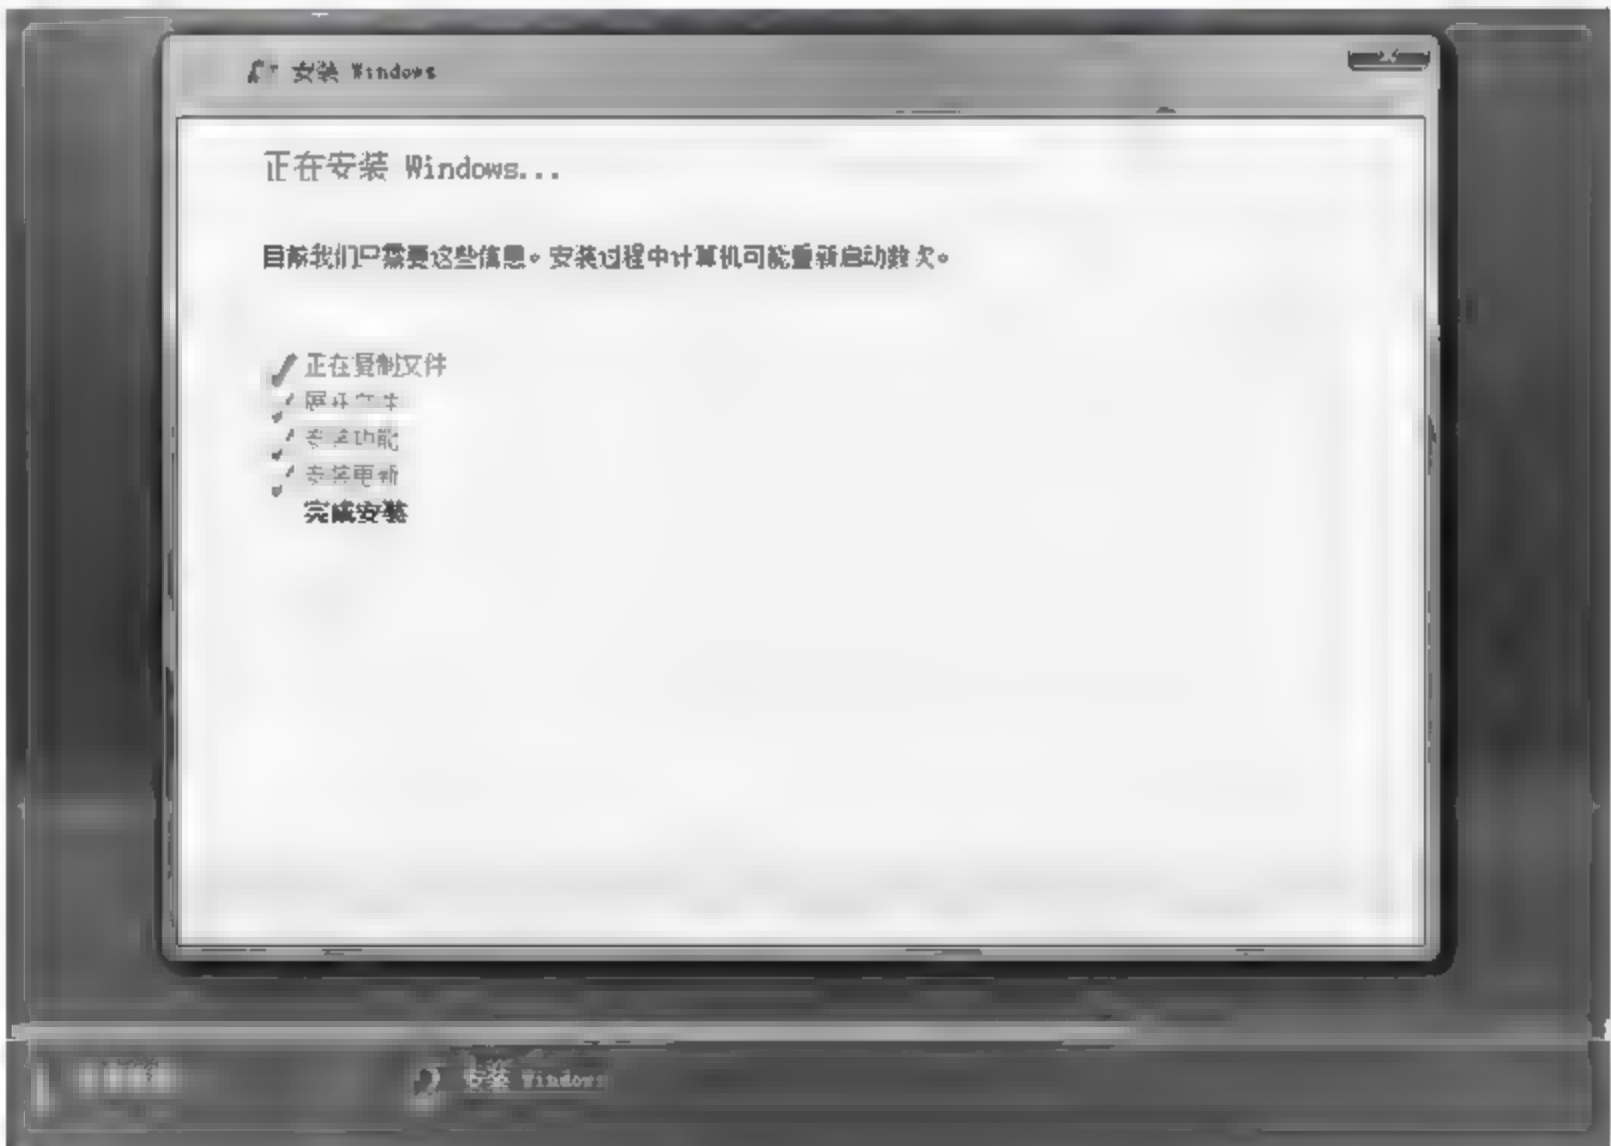 安装 Windows
正在安装 Windows...
目前我们只需要这些信息。安装过程中计算机可能重新启动数次。
正在复制文件
展开文件
安装功能
安装更新
完成安装
2 安装 Windows